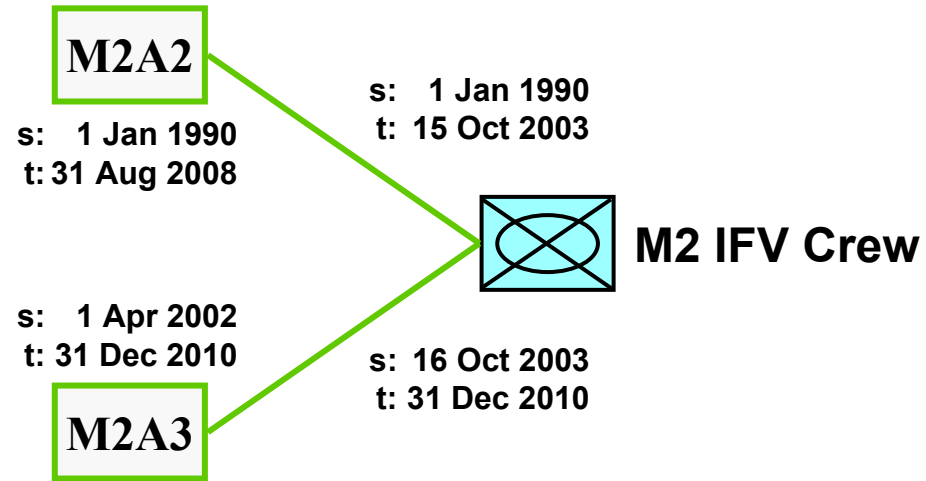 M2A2
s: 1 Jan 1990
t: 31 Aug 2008
s: 1 Jan 1990
t: 15 Oct 2003
M2 IFV Crew
s: 1 Apr 2002
t: 31 Dec 2010
s: 16 Oct 2003
t: 31 Dec 2010
M2A3